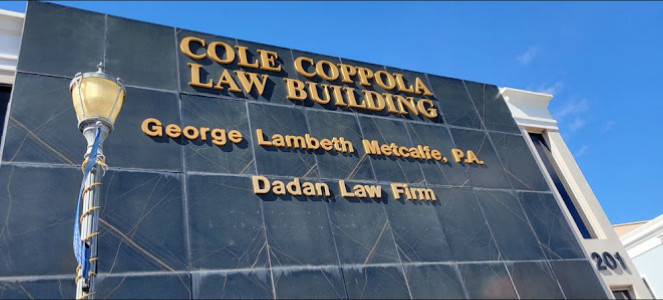 COLE COPPOLA
LAW BUILDING
George Lambeth Metcalfe, P.A.
Dadan Law Firm
201